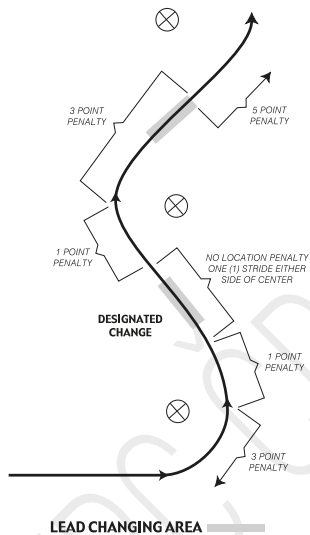 3 POINT
PENALTY
5 POINT
PENALTY
1 POINT
PENALTY
NO LOCATION PENALTY
ONE (1) STRIDE EITHER
SIDE OF CENTER
DESIGNATED
CHANGE
1 POINT
PENALTY
3 POINT
PENALTY
LEAD CHANGING AREA